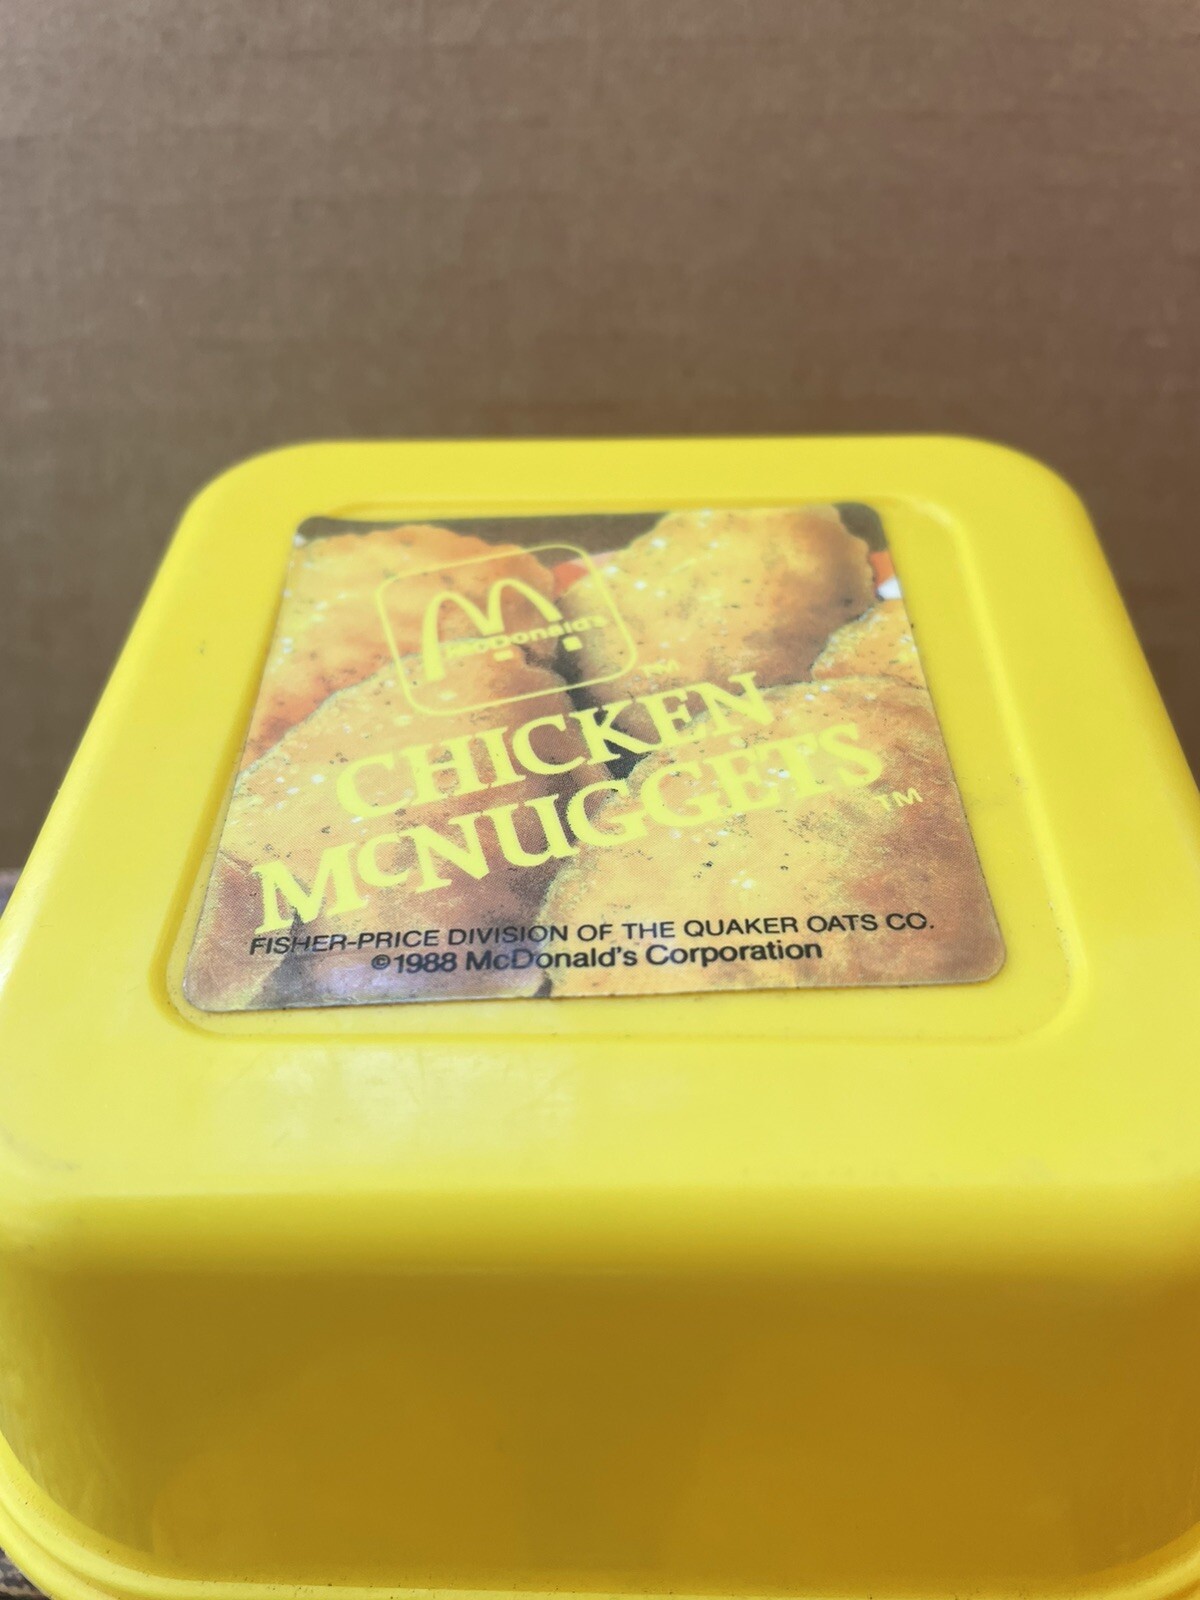 McDonald's
™
CHICKEN
McNUGGETS
™
FISHER-PRICE DIVISION OF THE QUAKER OATS CO.
©1988 McDonald's Corporation